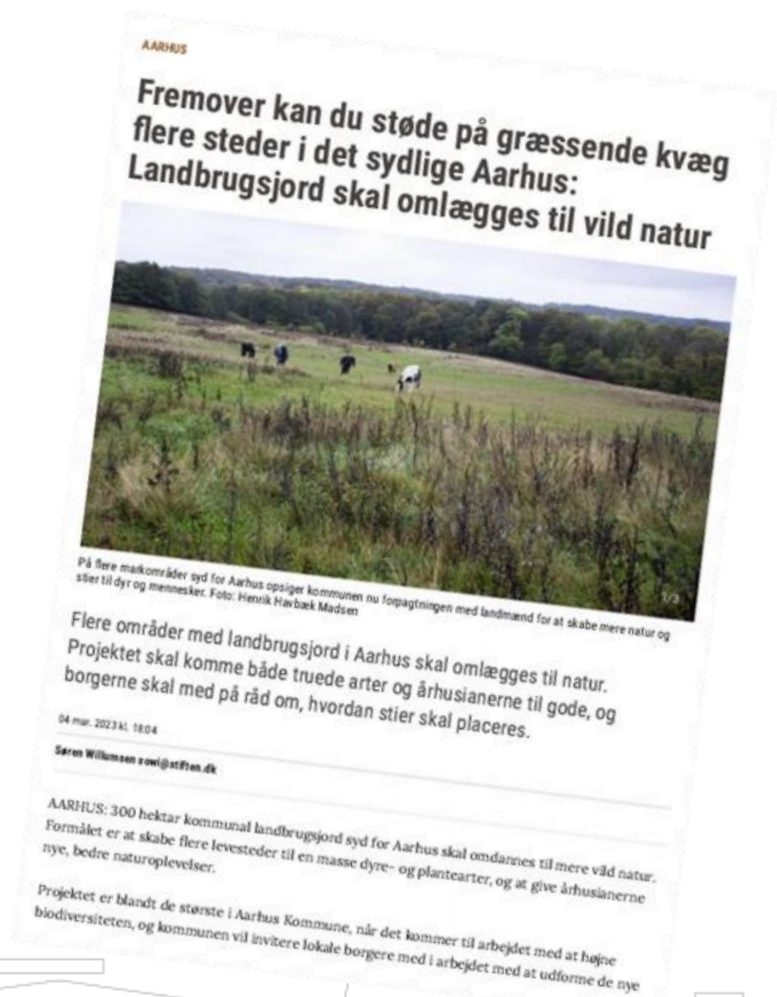 AARHUS
Fremover kan du støde på græssende kvæg
flere steder i det sydlige Aarhus:
Landbrugsjord skal omlægges til vild natur
1/3
På flere markområder syd for Aarhus opsiger kommunen nu forpagtningen med landmænd for at skabe mere natur og
stier til dyr og mennesker. Foto: Henrik Havbæk Madsen
Flere områder med landbrugsjord i Aarhus skal omlægges til natur.
Projektet skal komme både truede arter og århusianerne til gode, og
borgerne skal med på råd om, hvordan stier skal placeres.
04 mar. 2023 kl. 18:04
Søren Willumsen sowi@stiften.dk
AARHUS: 300 hektar kommunal landbrugsjord syd for Aarhus skal omdannes til mere vild natur.
Formålet er at skabe flere levesteder til en masse dyre- og plantearter, og at give århusianerne
nye, bedre naturoplevelser.
Projektet er blandt de største i Aarhus Kommune, når det kommer til arbejdet med at højne
biodiversiteten, og kommunen vil invitere lokale borgere med i arbejdet med at udforme de nye